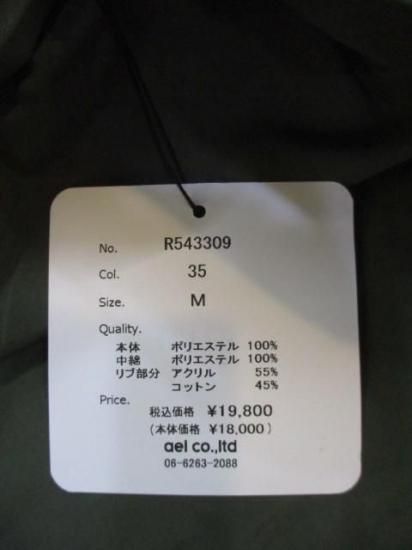 No. R543309
Col. 35
Size. M
Quality.
本体 ポリエステル 100%
中綿 ポリエステル 100%
リブ部分 アクリル 55%
コットン 45%
Price.
税込価格 ¥19,800
(本体価格 ¥18,000)
ael co.,ltd
06-6263-2088